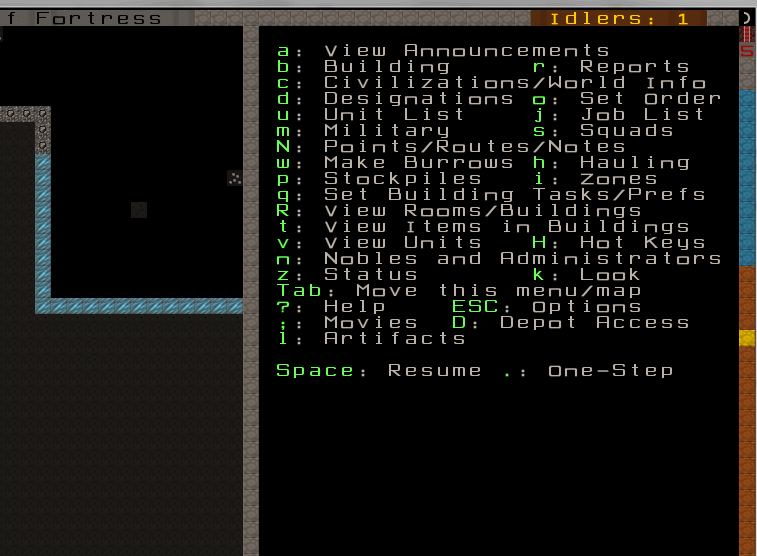 f Fortress
Idlers: 1
a: View Announcements
b: Building r: Reports
c: Civilizations/World Info
d: Designations o: Set Order
u: Unit List j: Job List
m: Military s: Squads
N: Points/Routes/Notes
w: Make Burrows h: Hauling
p: Stockpiles i: Zones
q: Set Building Tasks/Prefs
R: View Rooms/Buildings
t: View Items in Buildings
v: View Units H: Hot Keys
n: Nobles and Administrators
z: Status k: Look
Tab: Move this menu/map
?: Help ESC: Options
;: Movies D: Depot Access
l: Artifacts
Space: Resume .: One-Step
S